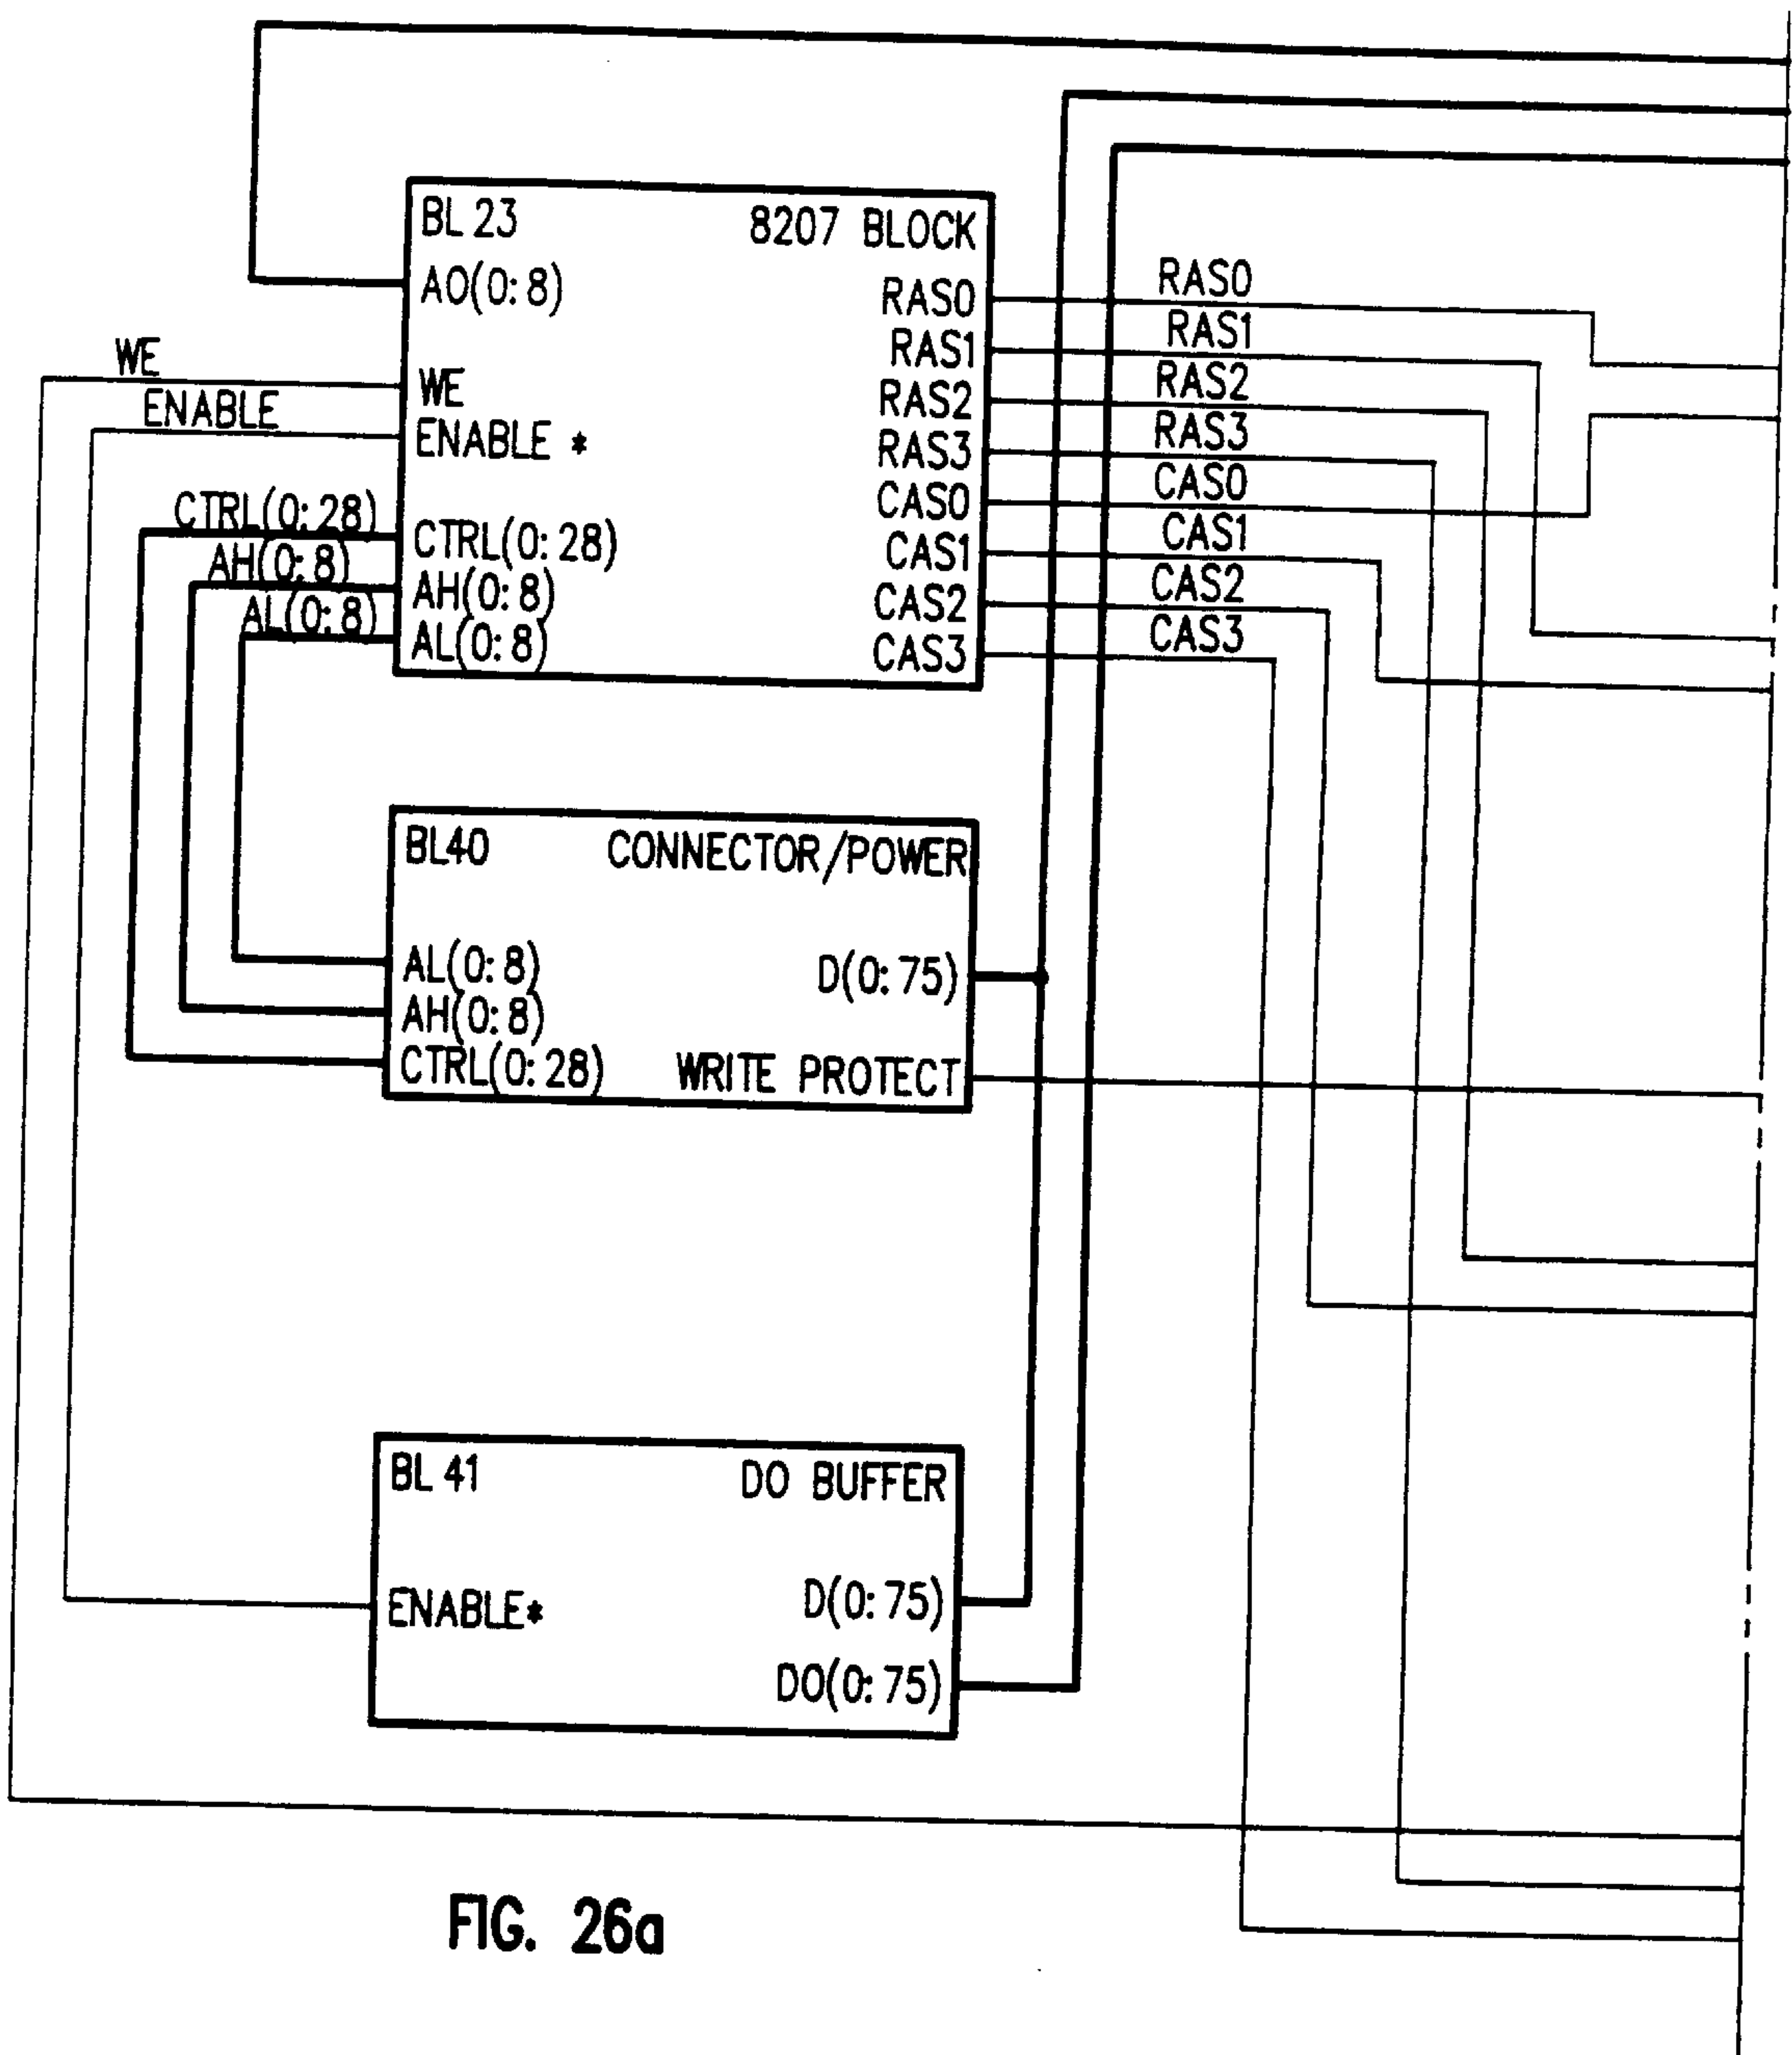 BL 23 8207 BLOCK
AO(0:8)
RAS0 RAS0
RAS1 RAS1
WE WE RAS2 RAS2
ENABLE ENABLE * RAS3 RAS3
CAS0 CAS0
CTRL(0:28) CTRL(0:28) CAS1 CAS1
AH(0:8) AH(0:8) CAS2 CAS2
AL(0:8) AL(0:8) CAS3 CAS3
BL40 CONNECTOR/POWER
AL(0:8) D(0:75)
AH(0:8)
CTRL(0:28) WRITE PROTECT
BL 41 DO BUFFER
ENABLE* D(0:75)
DO(0:75)
FIG. 26a